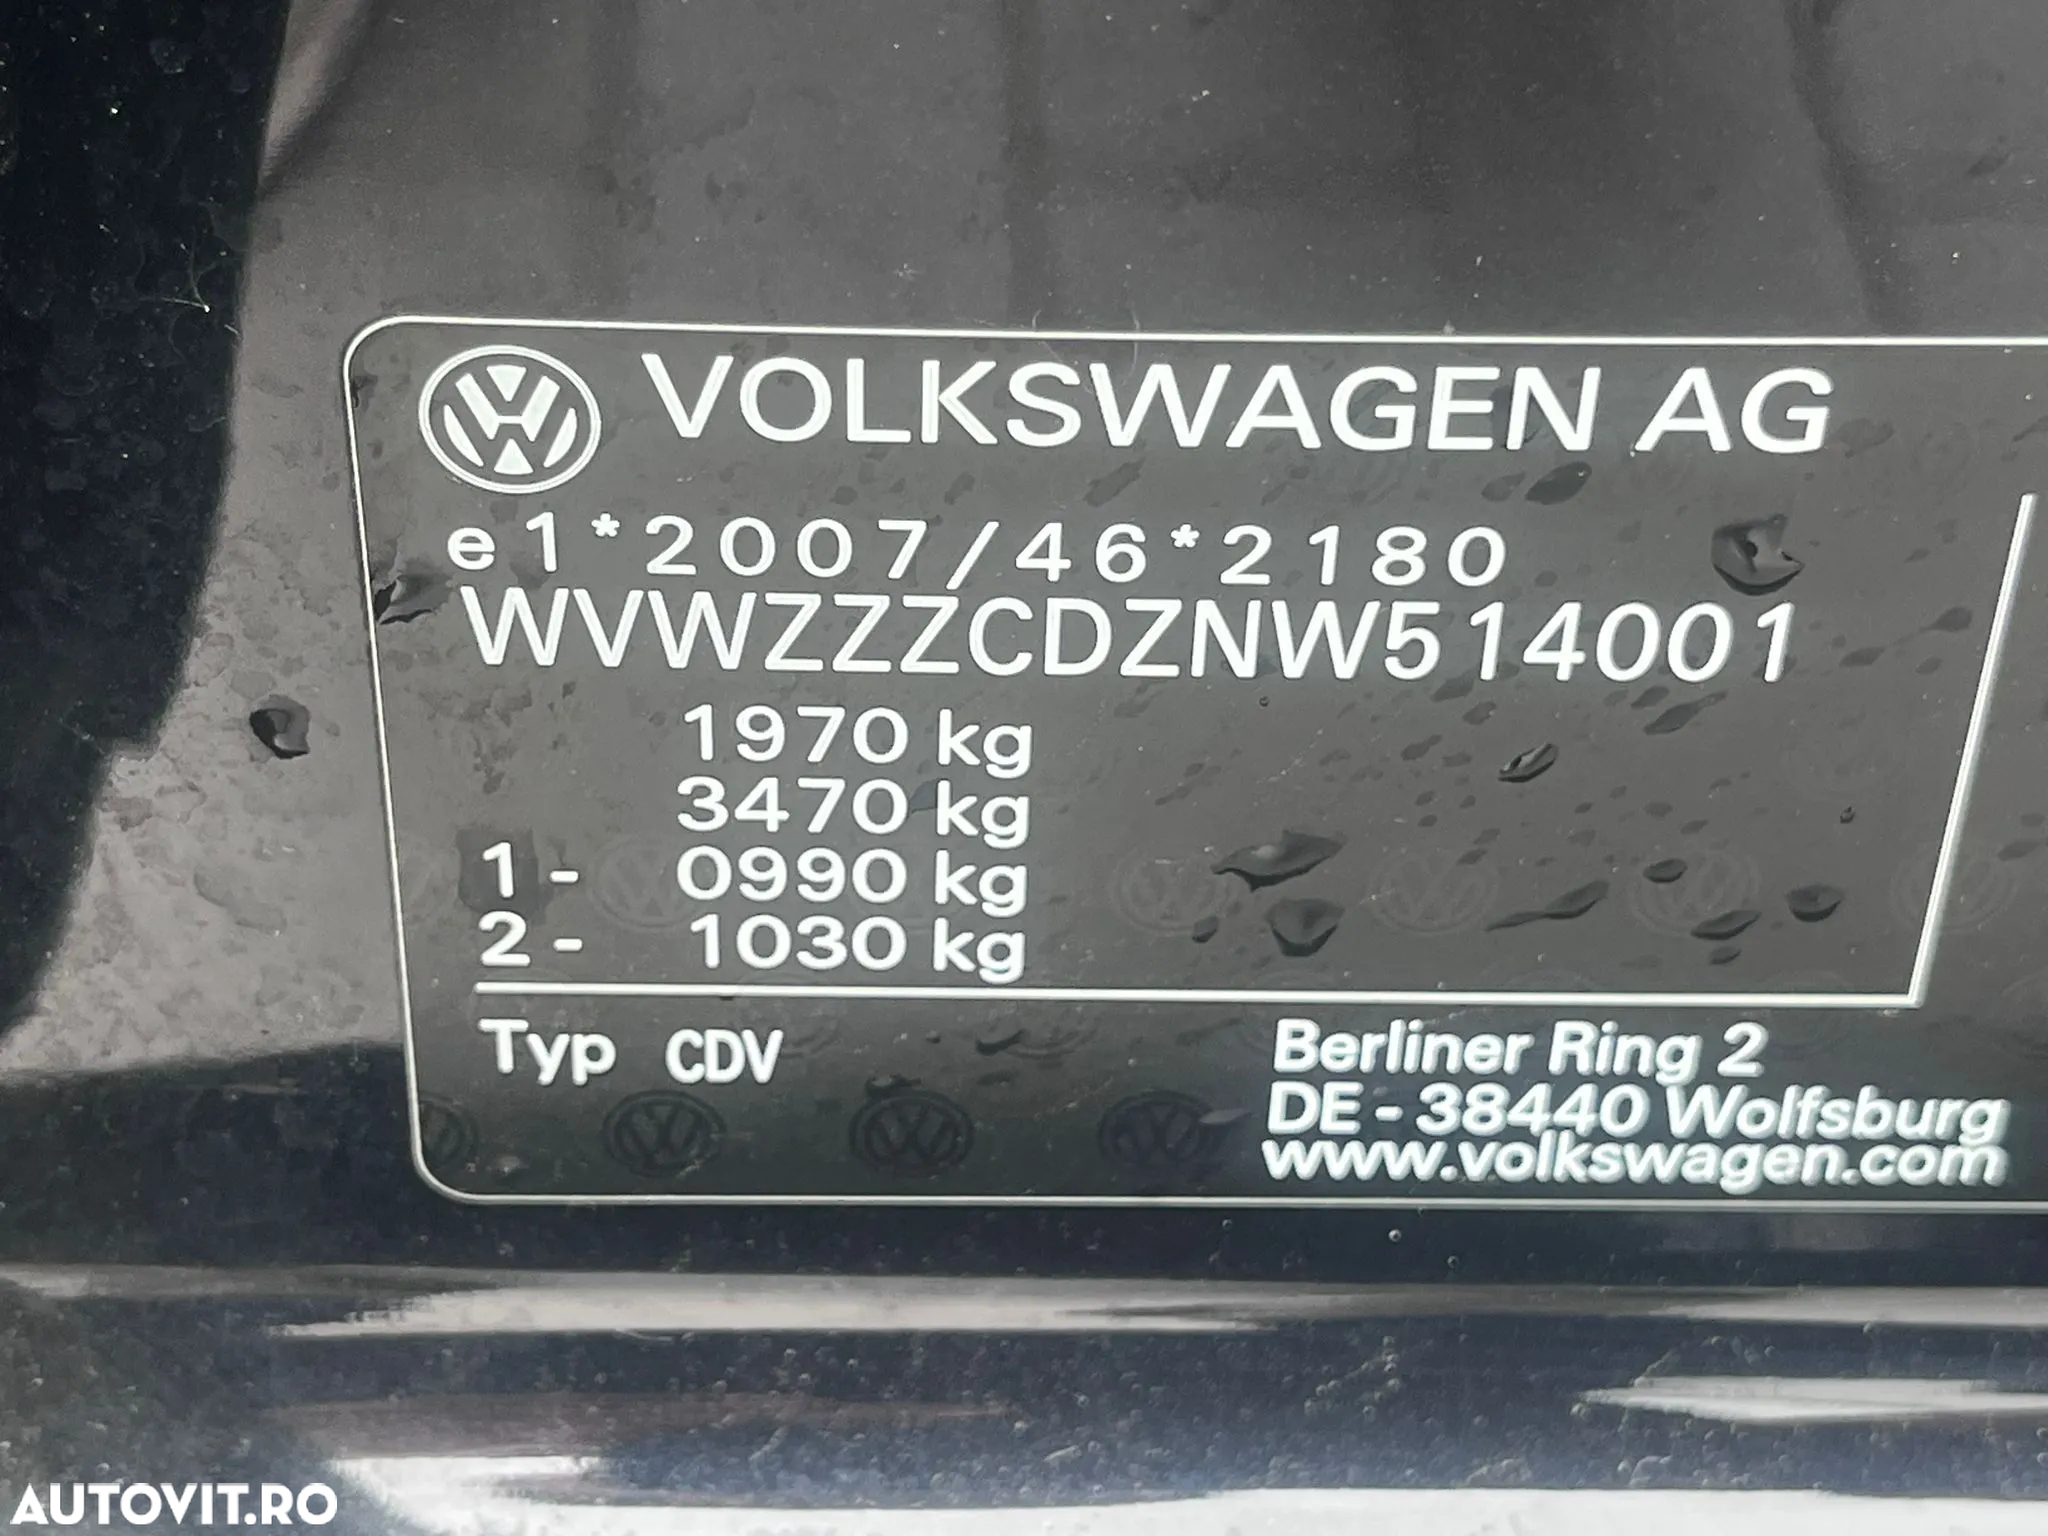 VOLKSWAGEN AG
e1*2007/46*2180
WVWZZZCDZNW514001
1970 kg
3470 kg
1 - 0990 kg
2 - 1030 kg
Typ CDV
Berliner Ring 2
DE - 38440 Wolfsburg
www.volkswagen.com
AUTOVIT.RO